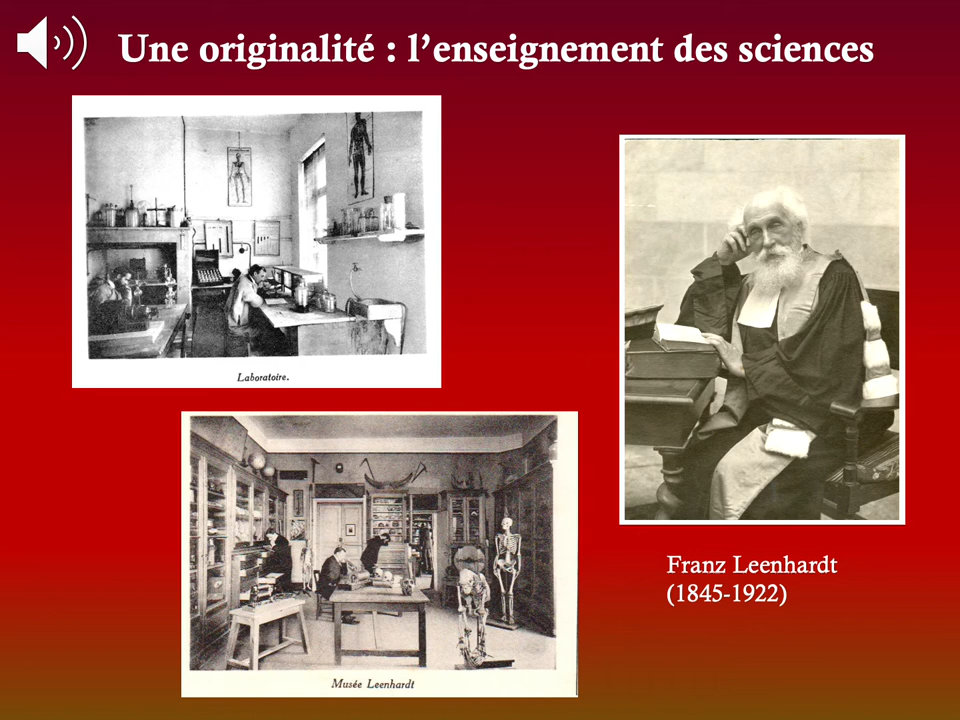 Une originalité : l’enseignement des sciences
Laboratoire.
Musée Leenhardt
Franz Leenhardt
(1845-1922)